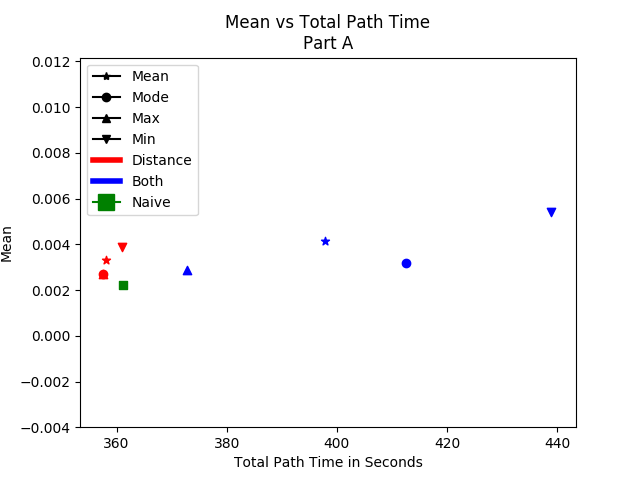 Mean vs Total Path Time
Part A
0.012
0.010
0.008
0.006
0.004
0.002
0.000
−0.002
−0.004
Mean
Mean
Mode
Max
Min
Distance
Both
Naive
360
380
400
420
440
Total Path Time in Seconds